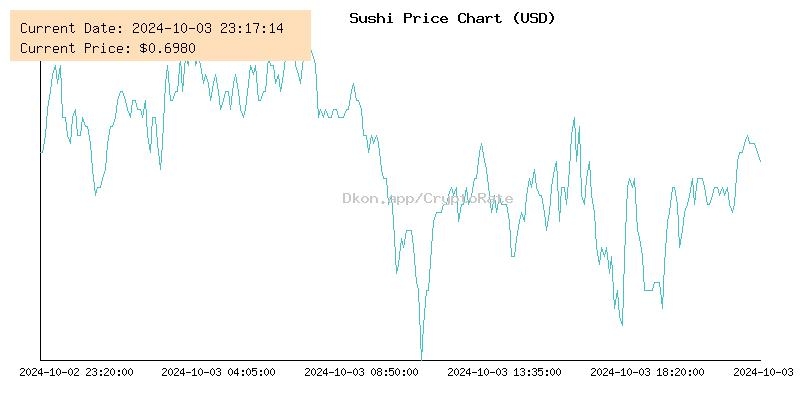 Sushi Price Chart (USD)
Current Date: 2024-10-03 23:17:14
Current Price: $0.6980
Dkon.app/CryptoRate
2024-10-02 23:20:00
2024-10-03 04:05:00
2024-10-03 08:50:00
2024-10-03 13:35:00
2024-10-03 18:20:00
2024-10-03